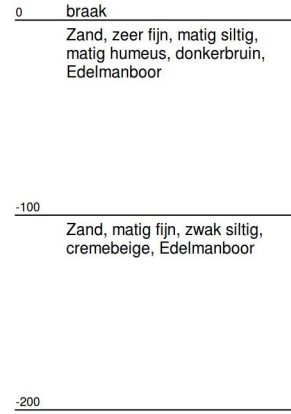 0 braak
Zand, zeer fijn, matig siltig,
matig humeus, donkerbruin,
Edelmanboor
-100
Zand, matig fijn, zwak siltig,
cremebeige, Edelmanboor
-200